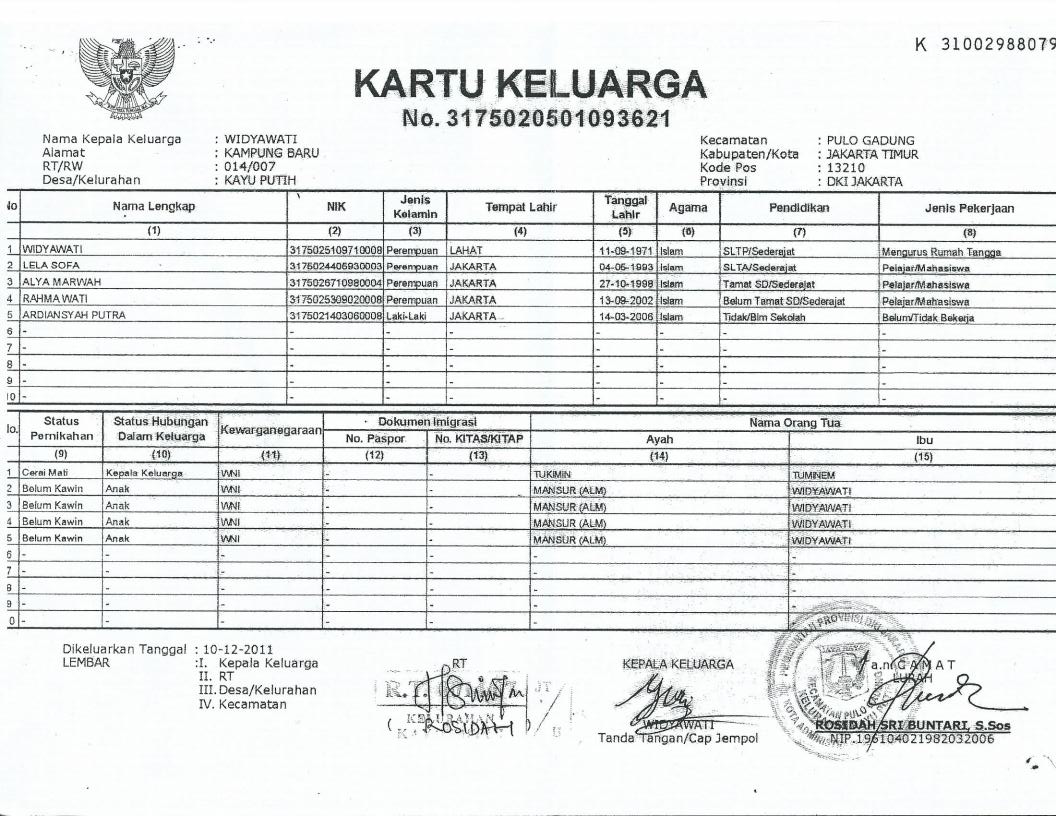 K 31002988079
KARTU KELUARGA
No. 3175020501093621
Nama Kepala Keluarga : WIDYAWATI
Alamat : KAMPUNG BARU
RT/RW : 014/007
Desa/Kelurahan : KAYU PUTIH
Kecamatan : PULO GADUNG
Kabupaten/Kota : JAKARTA TIMUR
Kode Pos : 13210
Provinsi : DKI JAKARTA
No Nama Lengkap NIK Jenis Kelamin Tempat Lahir Tanggal Lahir Agama Pendidikan Jenis Pekerjaan
(1) (2) (3) (4) (5) (6) (7) (8)
1 WIDYAWATI 3175025109710008 Perempuan LAHAT 11-09-1971 Islam SLTP/Sederajat Mengurus Rumah Tangga
2 LELA SOFA 3175024406930003 Perempuan JAKARTA 04-06-1993 Islam SLTA/Sederajat Pelajar/Mahasiswa
3 ALYA MARWAH 3175026710980004 Perempuan JAKARTA 27-10-1998 Islam Tamat SD/Sederajat Pelajar/Mahasiswa
4 RAHMA WATI 3175025309020008 Perempuan JAKARTA 13-09-2002 Islam Belum Tamat SD/Sederajat Pelajar/Mahasiswa
5 ARDIANSYAH PUTRA 3175021403060008 Laki-Laki JAKARTA 14-03-2006 Islam Tidak/Blm Sekolah Belum/Tidak Bekerja
6 - - - - - - - -
7 - - - - - - - -
8 - - - - - - - -
9 - - - - - - - -
10 - - - - - - - -
No. Status Pernikahan Status Hubungan Dalam Keluarga Kewarganegaraan Dokumen Imigrasi Nama Orang Tua
No. Paspor No. KITAS/KITAP Ayah Ibu
(9) (10) (11) (12) (13) (14) (15)
1 Cerai Mati Kepala Keluarga WNI - - TUKIMIN TUMINEM
2 Belum Kawin Anak WNI - - MANSUR (ALM) WIDYAWATI
3 Belum Kawin Anak WNI - - MANSUR (ALM) WIDYAWATI
4 Belum Kawin Anak WNI - - MANSUR (ALM) WIDYAWATI
5 Belum Kawin Anak WNI - - MANSUR (ALM) WIDYAWATI
6 - - - - - - -
7 - - - - - - -
8 - - - - - - -
9 - - - - - - -
0 - - - - - - -
Dikeluarkan Tanggal : 10-12-2011
LEMBAR :I. Kepala Keluarga
II. RT
III. Desa/Kelurahan
IV. Kecamatan
RT
R.T.
KELURAHAN
( ROSIDAH )
KEPALA KELUARGA
WIDYAWATI
Tanda Tangan/Cap Jempol
PEMERINTAH PROVINSI DKI
JAYA RAYA
KECAMATAN PULO
KOTA ADMINISTRASI
a.n CAMAT
LURAH
ROSIDAH SRI BUNTARI, S.Sos
NIP.196104021982032006